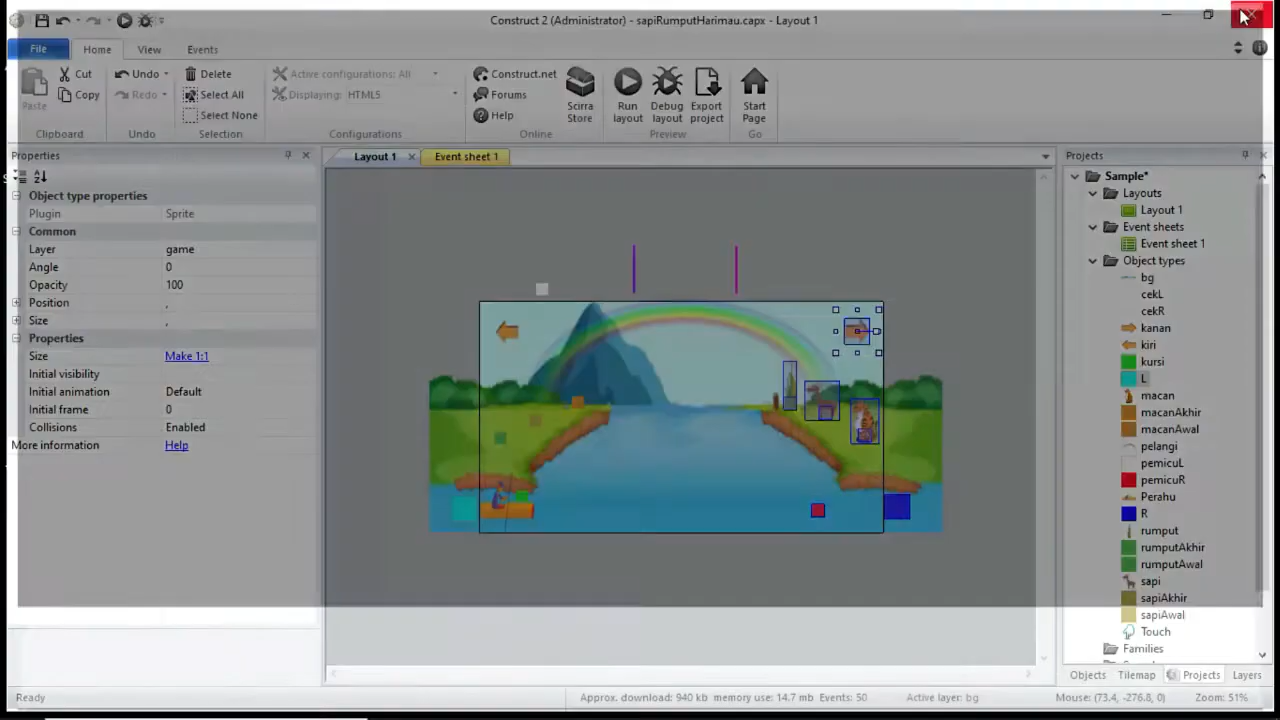 Construct 2 (Administrator) - sapiRumputHarimau.capx - Layout 1
File
Home
View
Events
Paste
Cut
Copy
Clipboard
Undo
Redo
Undo
Delete
Select All
Select None
Selection
Active configurations: All
Displaying: HTML5
Configurations
Construct.net
Forums
Help
Scirra
Store
Online
Run
layout
Debug
layout
Export
project
Preview
Start
Page
Go
Properties
Layout 1
Event sheet 1
Projects
Object type properties
Plugin Sprite
Common
Layer game
Angle 0
Opacity 100
Position ,
Size ,
Properties
Size Make 1:1
Initial visibility
Initial animation Default
Initial frame 0
Collisions Enabled
More information Help
Sample*
Layouts
Layout 1
Event sheets
Event sheet 1
Object types
bg
cekL
cekR
kanan
kiri
kursi
L
macan
macanAkhir
macanAwal
pelangi
pemicuL
pemicuR
Perahu
R
rumput
rumputAkhir
rumputAwal
sapi
sapiAkhir
sapiAwal
Touch
Families
Objects
Tilemap
Projects
Layers
Ready
Approx. download: 940 kb memory use: 14.7 mb Events: 50
Active layer: bg
Mouse: (73.4, -276.8, 0)
Zoom: 51%